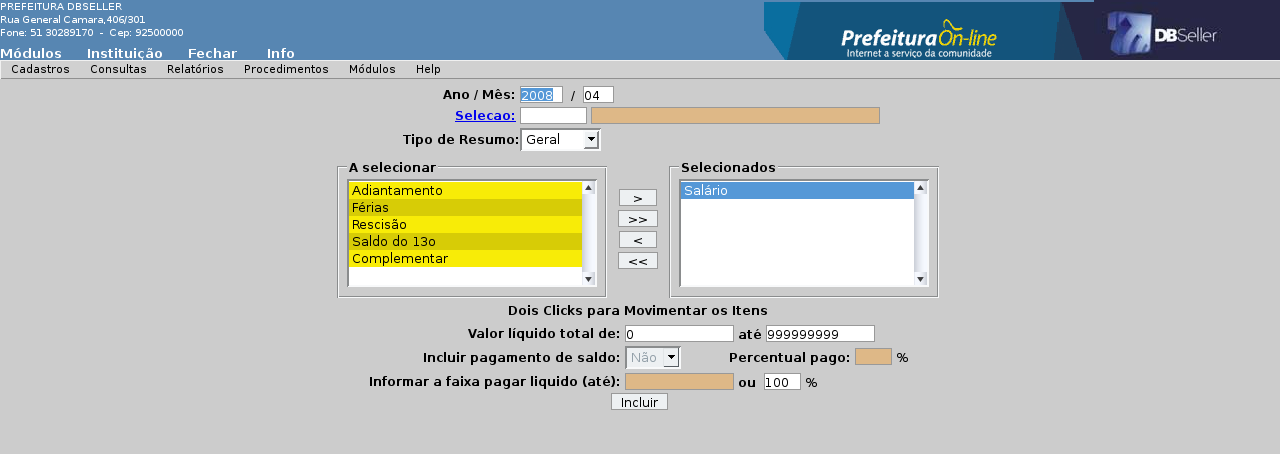 PREFEITURA DBSELLER
Rua General Camara,406/301
Fone: 51 30289170 - Cep: 92500000
Prefeitura On-line
Internet a serviço da comunidade
DBSeller
Módulos Instituição Fechar Info
Cadastros Consultas Relatórios Procedimentos Módulos Help
Ano / Mês: 2008 / 04
Selecao:
Tipo de Resumo: Geral
A selecionar
Selecionados
Adiantamento
Férias
Rescisão
Saldo do 13o
Complementar
>
>>
<
<<
Salário
Dois Clicks para Movimentar os Itens
Valor líquido total de: 0 até 999999999
Incluir pagamento de saldo: Não Percentual pago: %
Informar a faixa pagar liquido (até): ou 100 %
Incluir